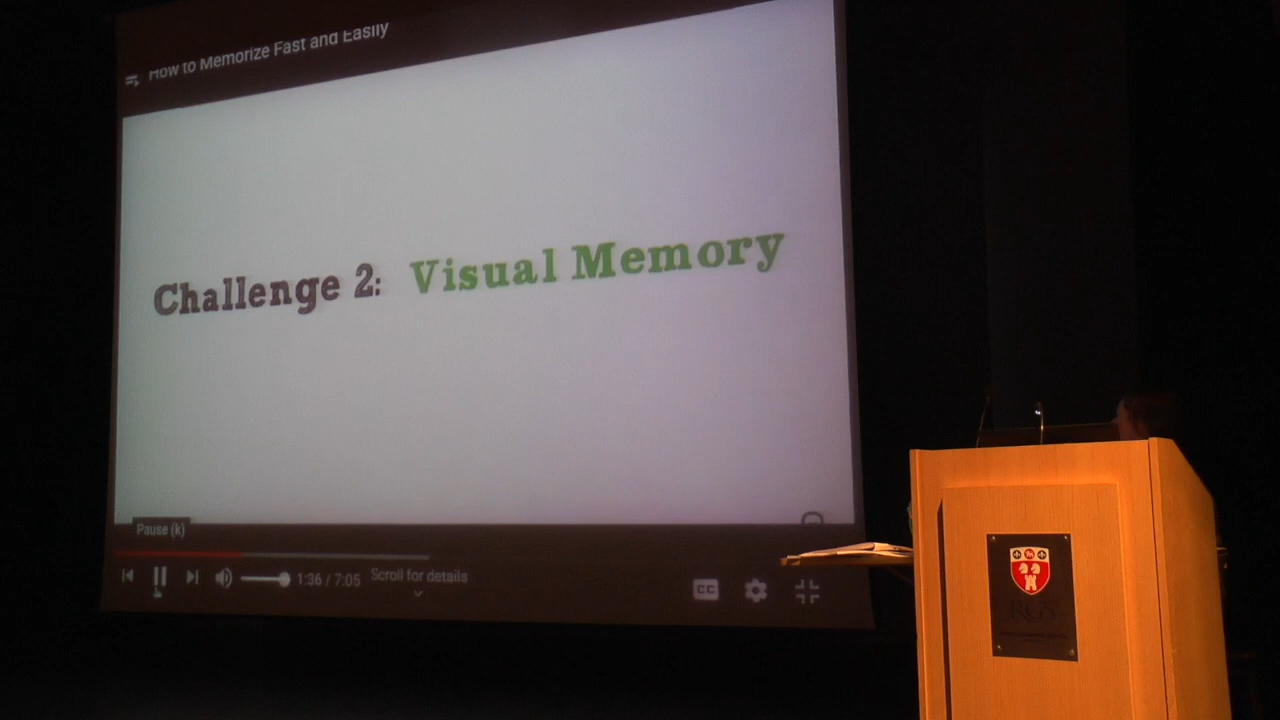 How to Memorize Fast and Easily
Challenge 2: Visual Memory
Pause (k)
1:36 / 7:05
Scroll for details
CC
RGS